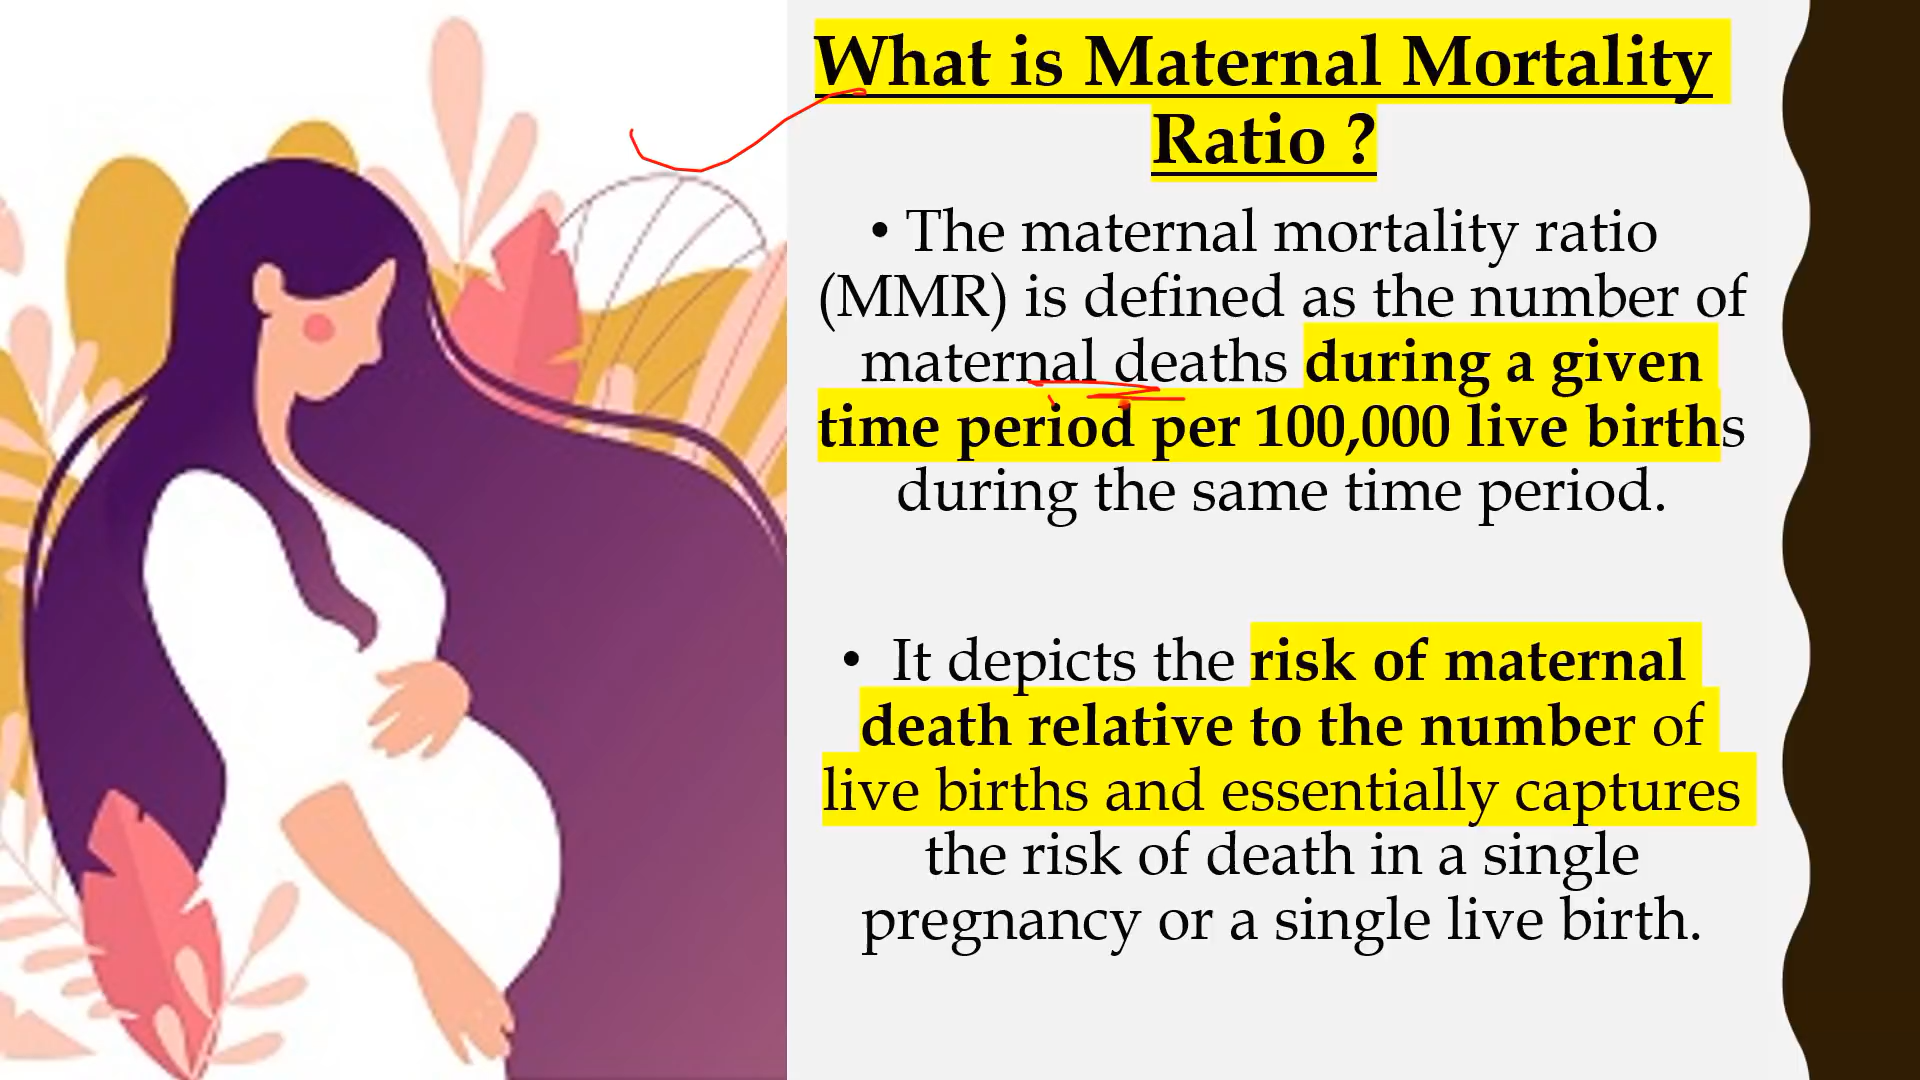 What is Maternal Mortality
Ratio ?
• The maternal mortality ratio
(MMR) is defined as the number of
maternal deaths during a given
time period per 100,000 live births
during the same time period.
• It depicts the risk of maternal
death relative to the number of
live births and essentially captures
the risk of death in a single
pregnancy or a single live birth.